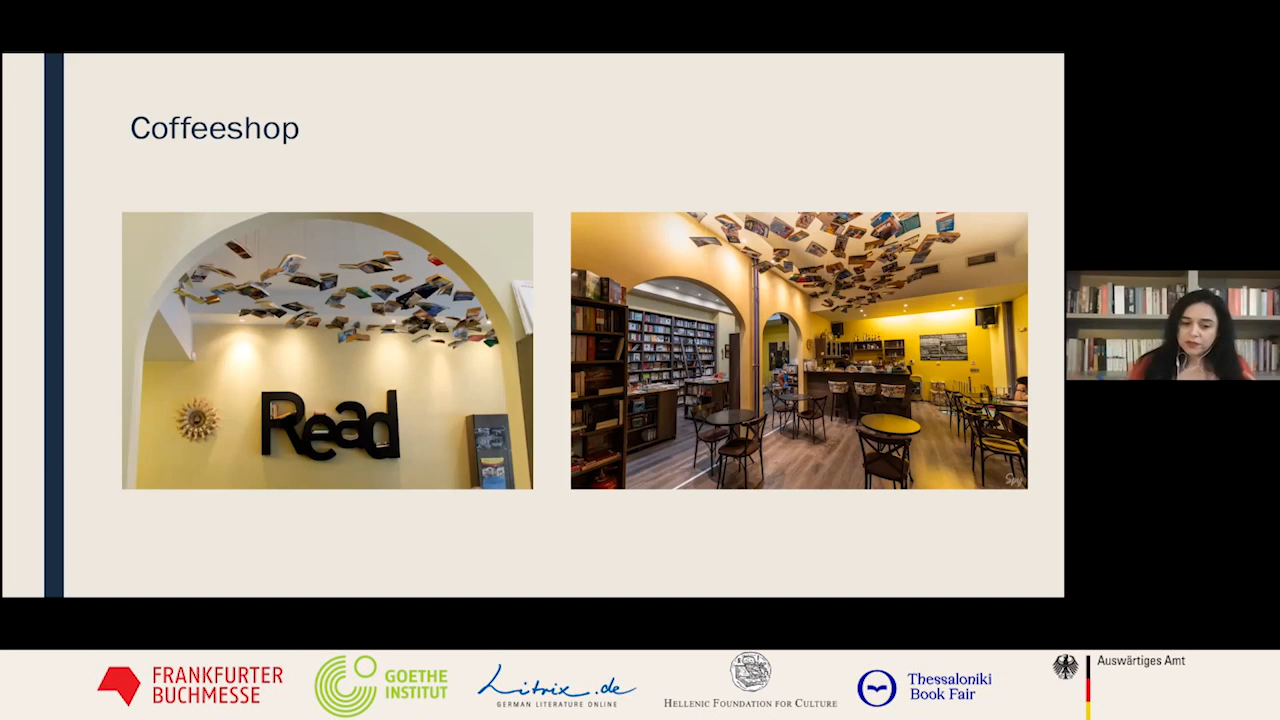 Coffeeshop
Read
Spy
FRANKFURTER
BUCHMESSE
GOETHE
INSTITUT
Litrix.de
GERMAN LITERATURE ONLINE
HELLENIC FOUNDATION FOR CULTURE
Thessaloniki
Book Fair
Auswärtiges Amt